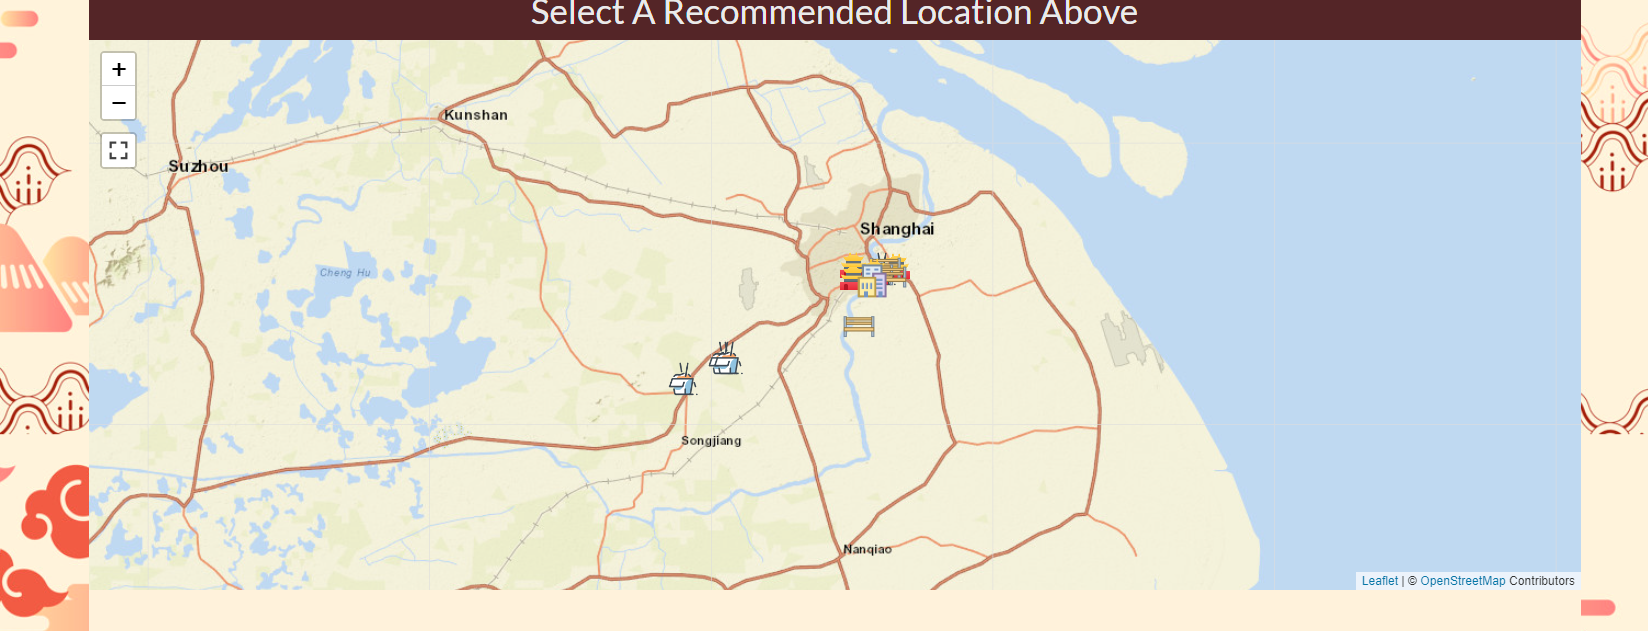 Select A Recommended Location Above
+
−
Kunshan
Suzhou
Shanghai
Cheng Hu
Songjiang
Nanqiao
Leaflet | © OpenStreetMap Contributors